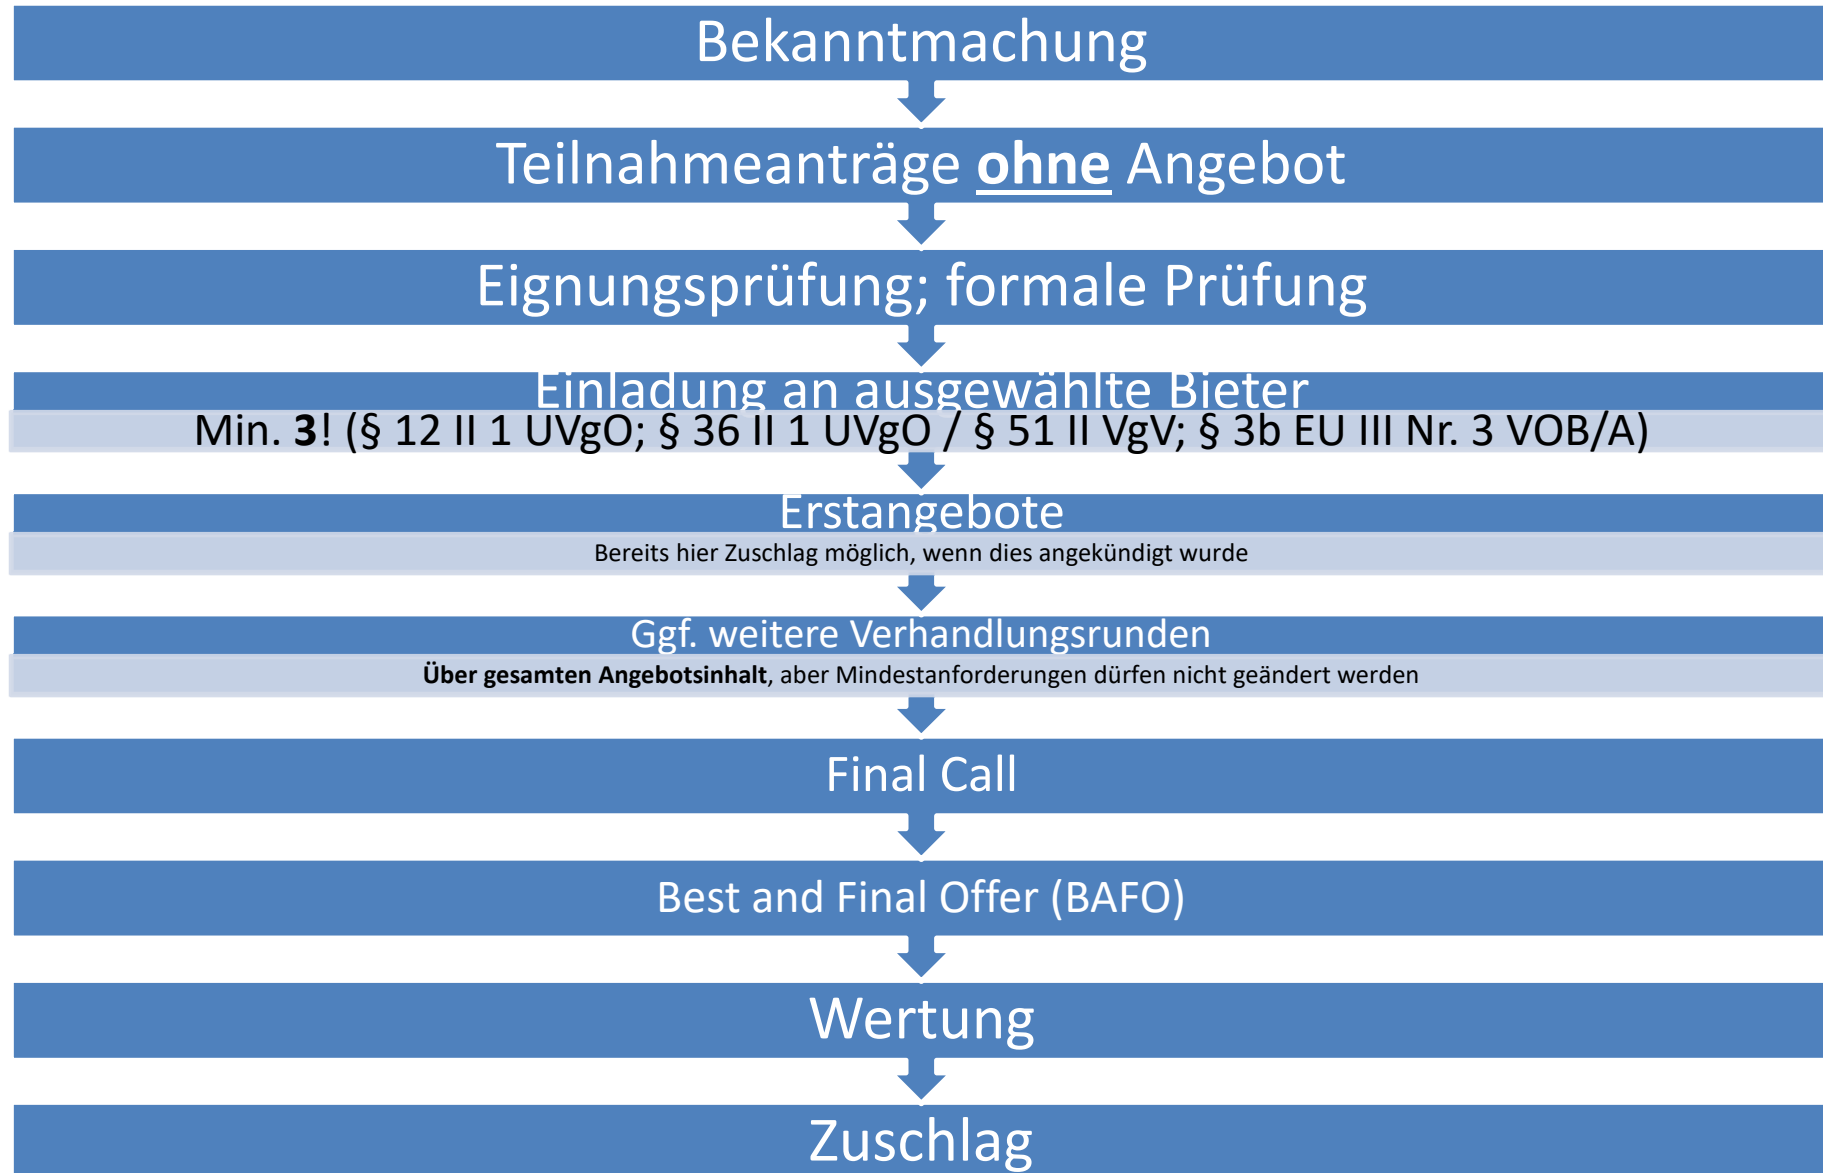 Bekanntmachung
Teilnahmeanträge ohne Angebot
Eignungsprüfung; formale Prüfung
Einladung an ausgewählte Bieter
Min. 3! (§ 12 II 1 UVgO; § 36 II 1 UVgO / § 51 II VgV; § 3b EU III Nr. 3 VOB/A)
Erstangebote
Bereits hier Zuschlag möglich, wenn dies angekündigt wurde
Ggf. weitere Verhandlungsrunden
Über gesamten Angebotsinhalt, aber Mindestanforderungen dürfen nicht geändert werden
Final Call
Best and Final Offer (BAFO)
Wertung
Zuschlag